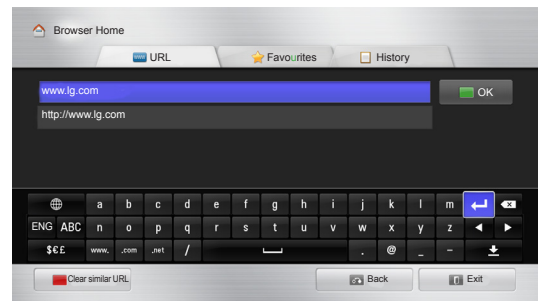 Browser Home
www URL Favourites History
www.lg.com OK
http://www.lg.com
a b c d e f g h i j k l m
ENG ABC n o p q r s t u v w x y z
$€£ www. .com .net / . @ _ -
Clear similar URL Back Exit